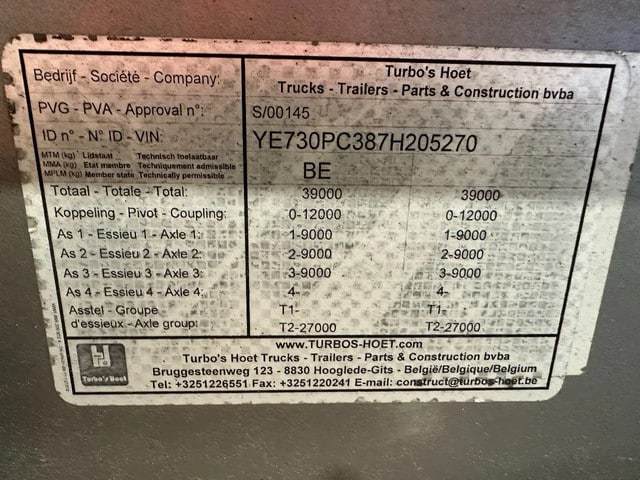 Bedrijf - Société - Company: Turbo's Hoet
Trucks - Trailers - Parts & Construction bvba
PVG - PVA - Approval n°: S/00145
ID n° - N° ID - VIN: YE730PC387H205270
MTM (kg) Lidstaat Technisch toelaatbaar
MMA (kg) Etat membre Techniquement admissible
MPLM (kg) Member state Technically permissible
BE
Totaal - Totale - Total: 39000 39000
Koppeling - Pivot - Coupling: 0-12000 0-12000
As 1 - Essieu 1 - Axle 1: 1-9000 1-9000
As 2 - Essieu 2 - Axle 2: 2-9000 2-9000
As 3 - Essieu 3 - Axle 3: 3-9000 3-9000
As 4 - Essieu 4 - Axle 4: 4- 4-
Asstel - Groupe T1- T1-
d'essieux - Axle group: T2-27000 T2-27000
www.TURBOS-HOET.com
Turbo's Hoet Trucks - Trailers - Parts & Construction bvba
Bruggesteenweg 123 - 8830 Hooglede-Gits - België/Belgique/Belgium
Tel: +3251226551 Fax: +3251220241 E-mail: construct@turbos-hoet.be
Turbo's Hoet